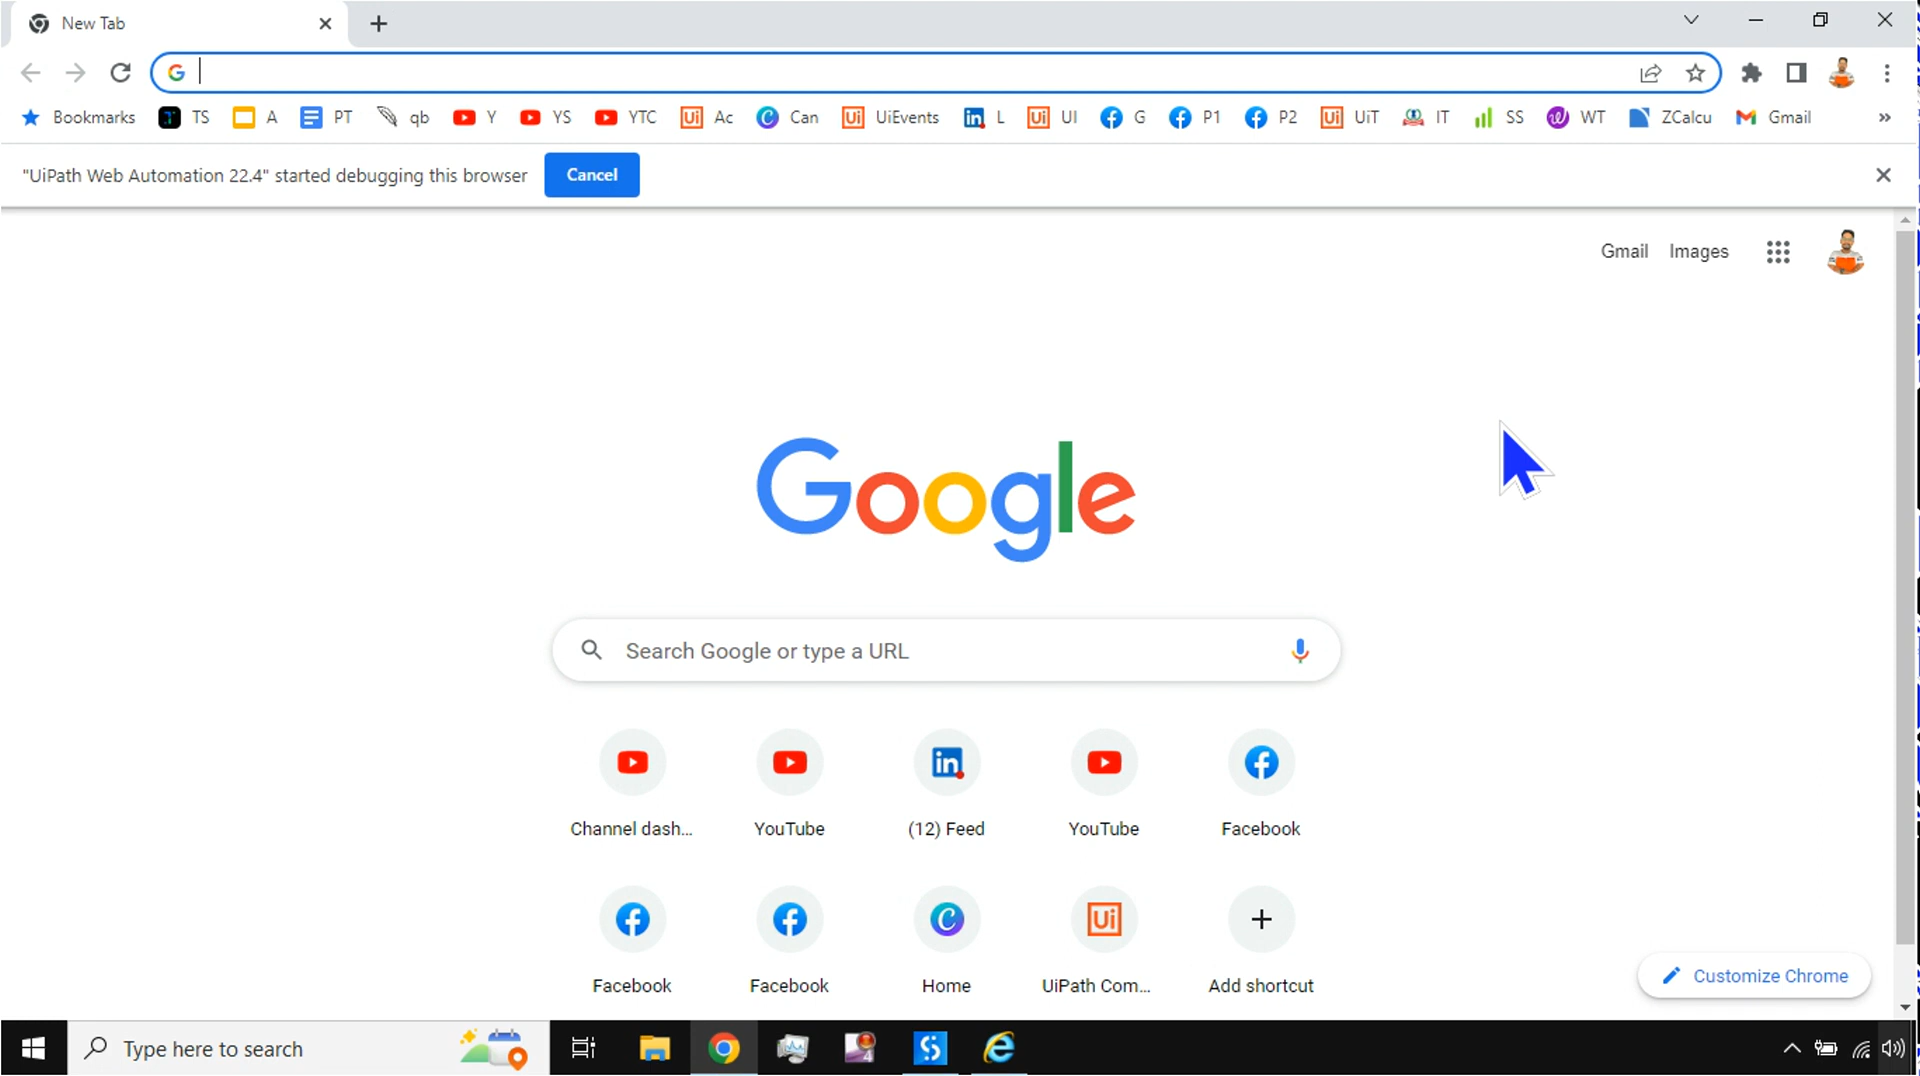 New Tab
Bookmarks TS A PT qb Y YS YTC Ac Can UiEvents L UI G P1 P2 UiT IT SS WT ZCalcu Gmail »
"UiPath Web Automation 22.4" started debugging this browser Cancel
Gmail Images
Google
Search Google or type a URL
Channel dash... YouTube (12) Feed YouTube Facebook
Facebook Facebook Home UiPath Com... Add shortcut
Customize Chrome
Type here to search